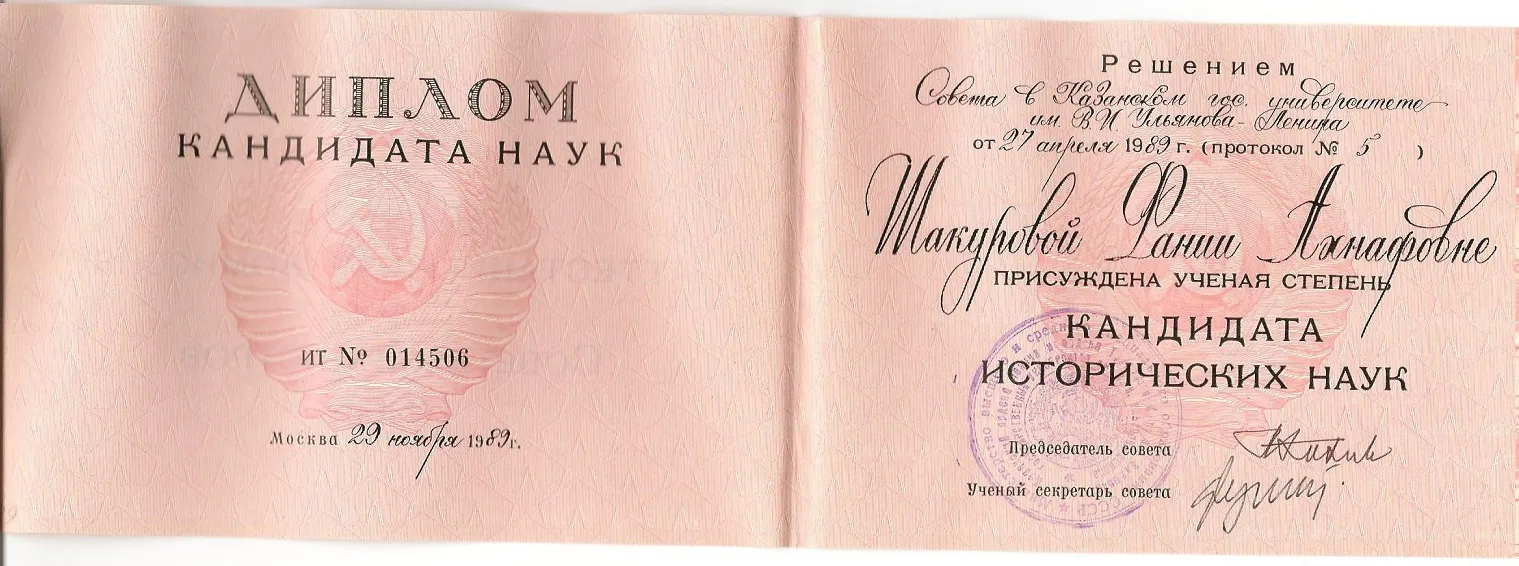 ДИПЛОМ
КАНДИДАТА НАУК
ИТ № 014506
Москва 29 ноября 1989 г.
Решением
Совета в Казанском гос. университете
им. В.И. Ульянова-Ленина
от 27 апреля 1989 г. (протокол № 5 )
Шакуровой Фании Ахнафовне
ПРИСУЖДЕНА УЧЕНАЯ СТЕПЕНЬ
КАНДИДАТА
ИСТОРИЧЕСКИХ НАУК
Председатель совета
Ученый секретарь совета